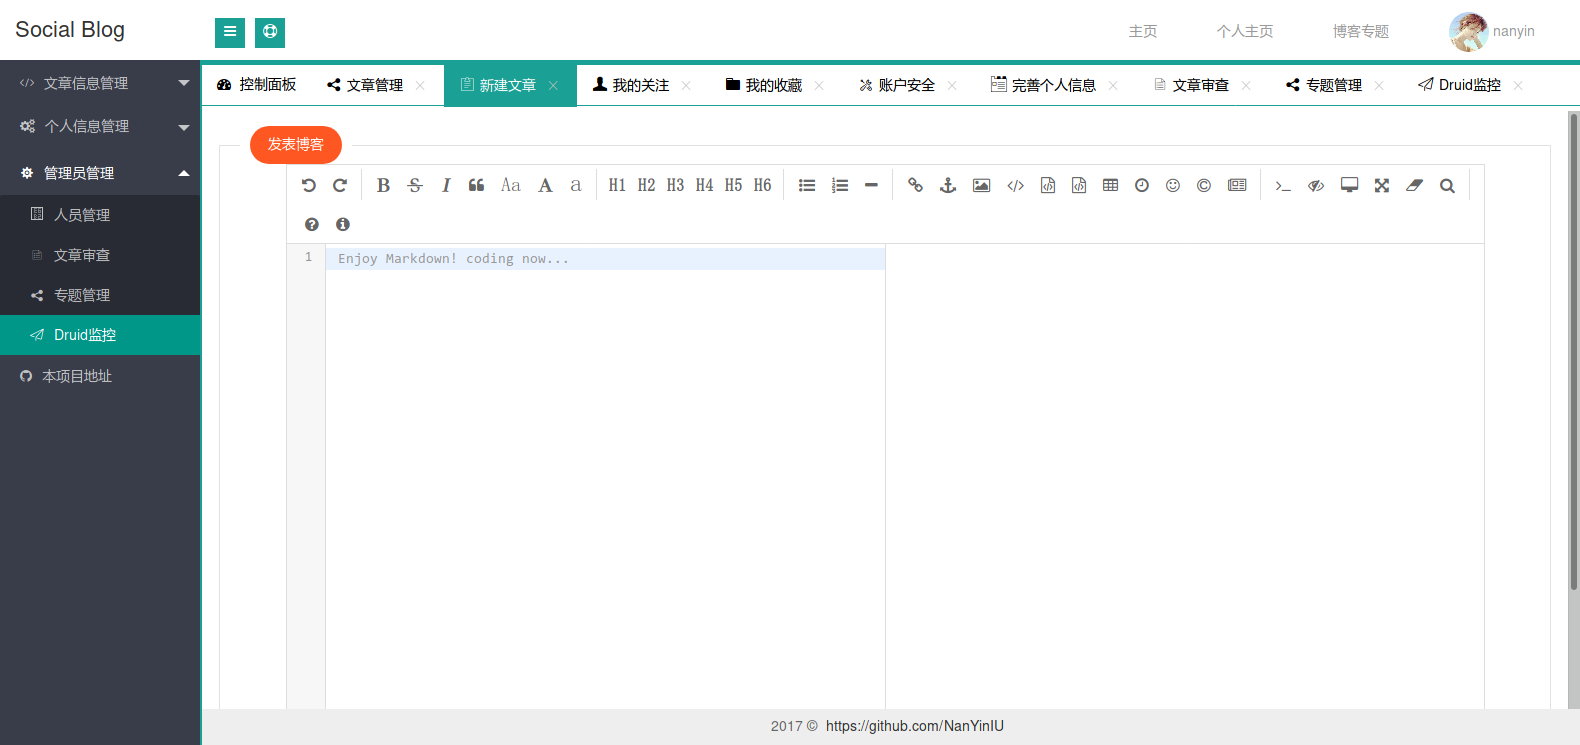 Social Blog
主页 个人主页 博客专题 nanyin
文章信息管理
个人信息管理
管理员管理
人员管理
文章审查
专题管理
Druid监控
本项目地址
控制面板 文章管理 新建文章 我的关注 我的收藏 账户安全 完善个人信息 文章审查 专题管理 Druid监控
发表博客
B S I Aa A a H1 H2 H3 H4 H5 H6
1 Enjoy Markdown! coding now...
2017 © https://github.com/NanYinIU